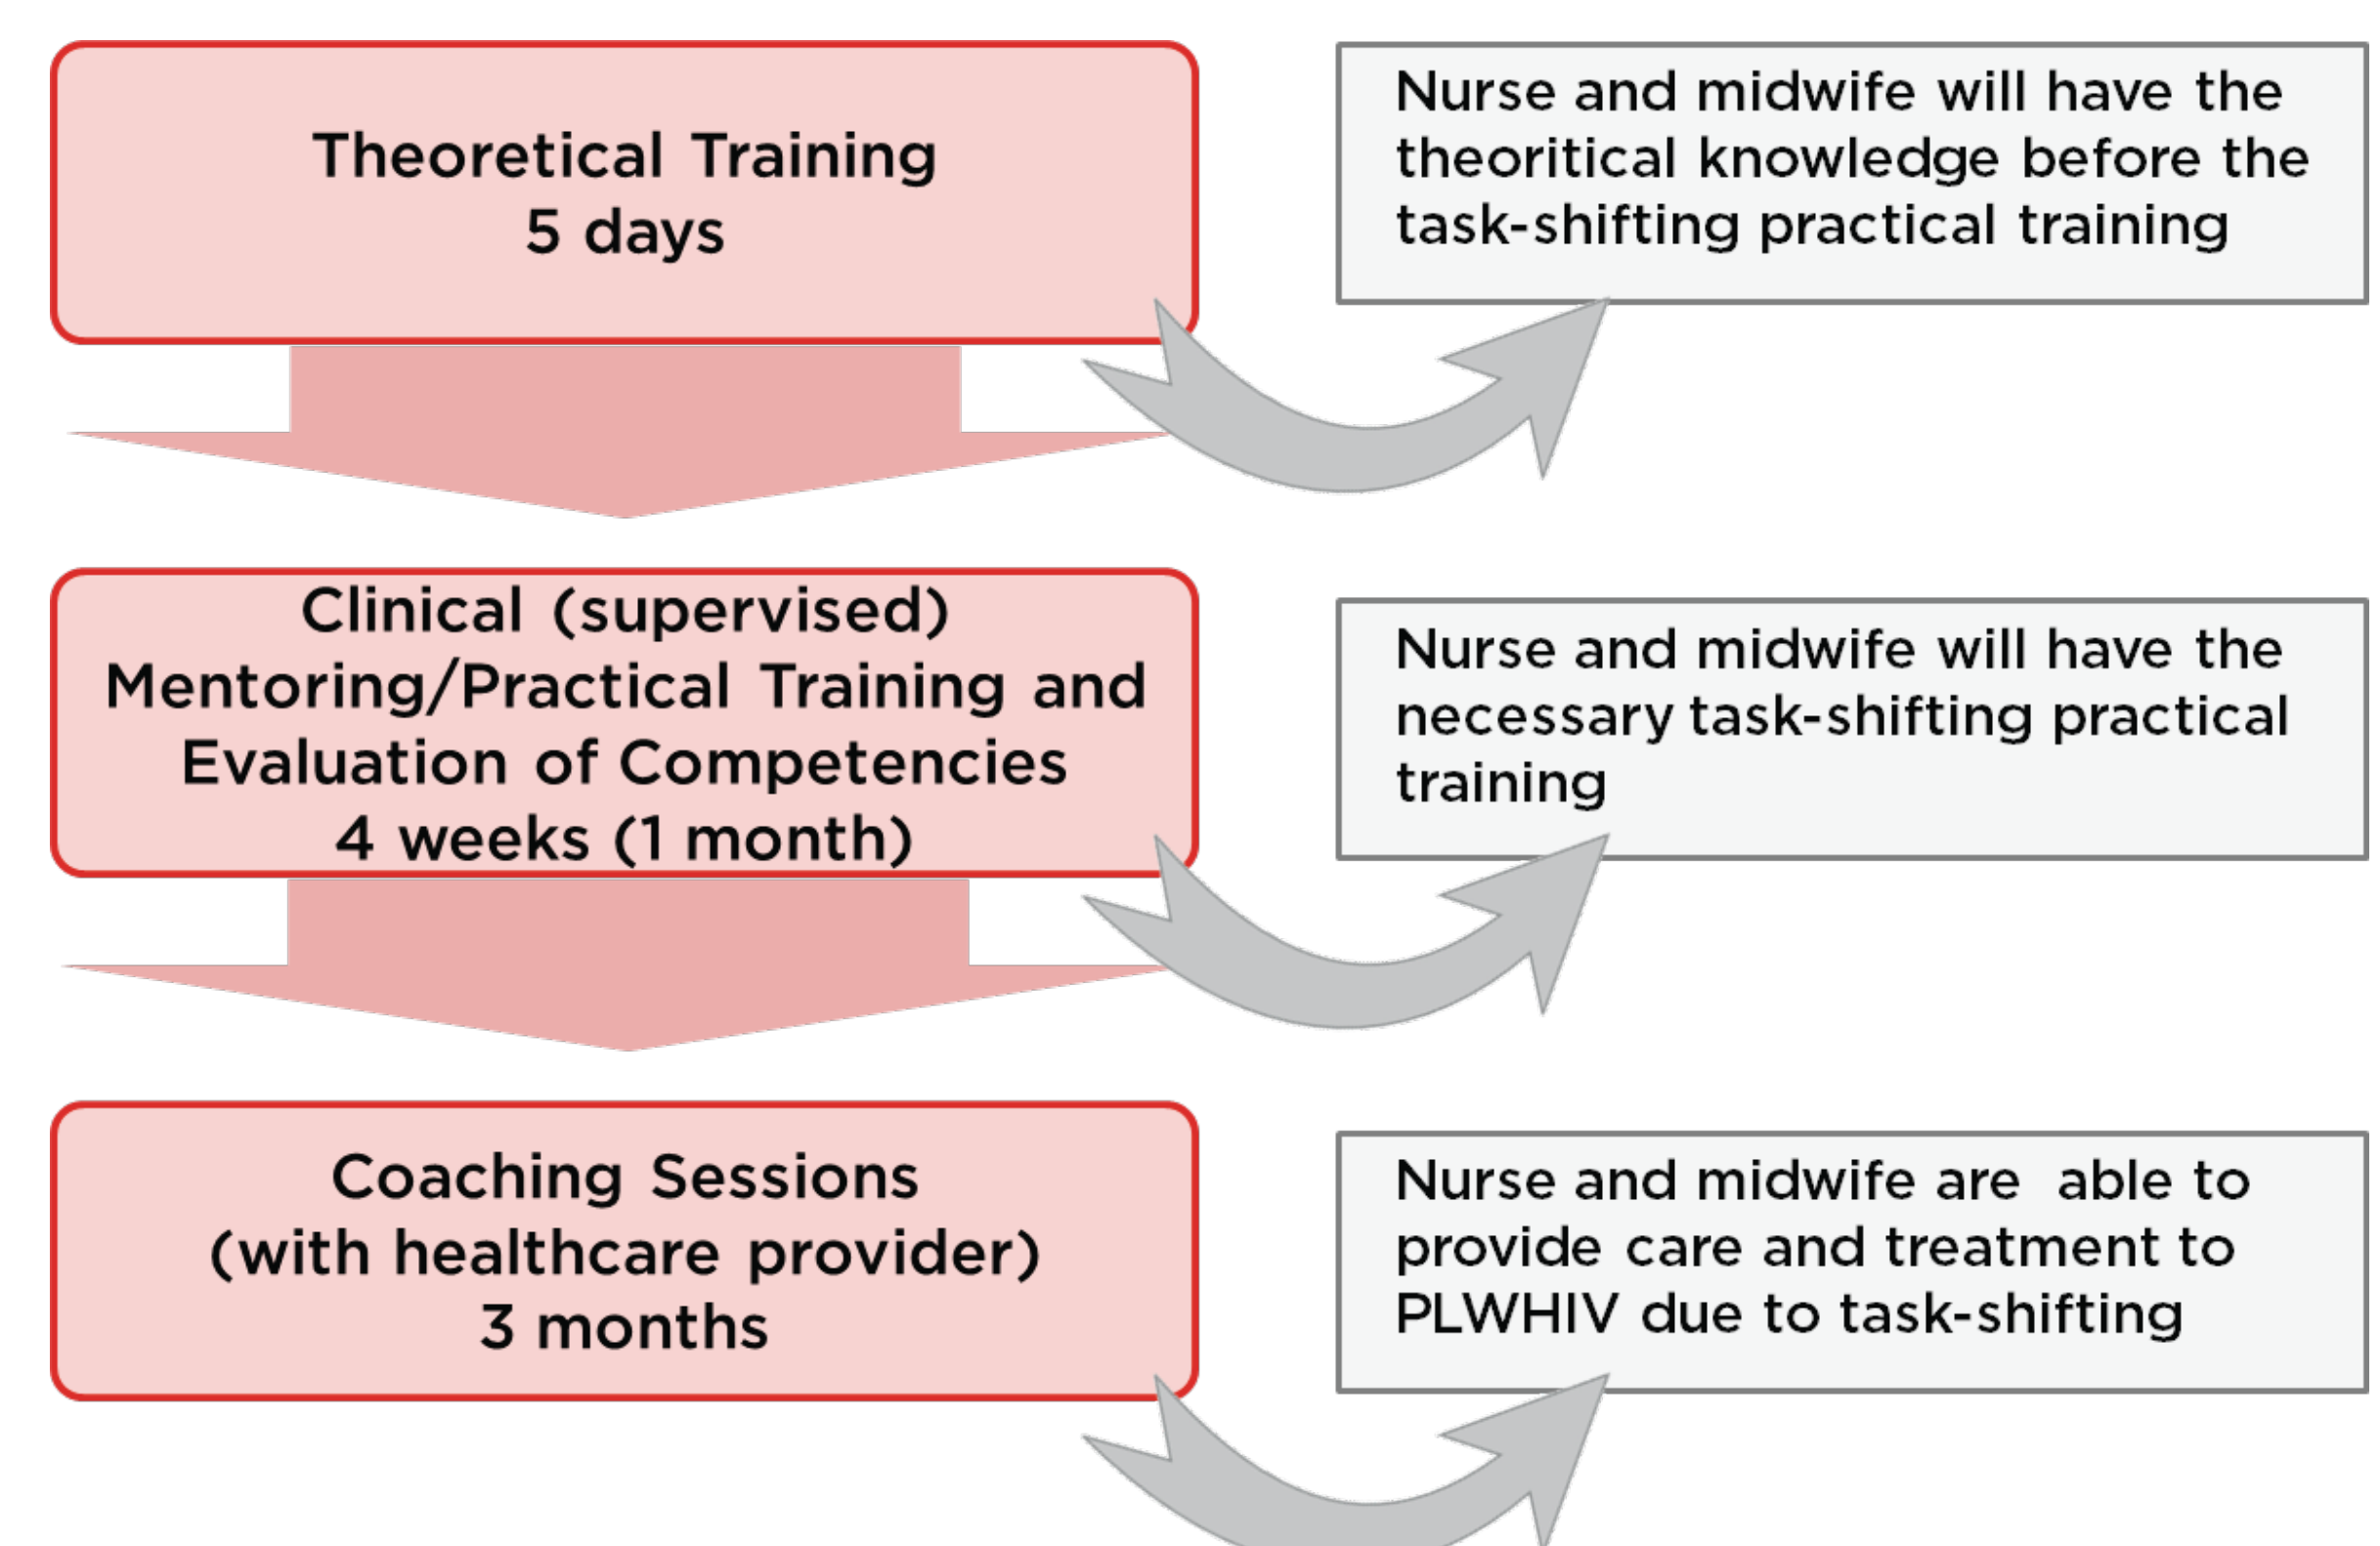 Theoretical Training
5 days
Nurse and midwife will have the
theoritical knowledge before the
task-shifting practical training
Clinical (supervised)
Mentoring/Practical Training and
Evaluation of Competencies
4 weeks (1 month)
Nurse and midwife will have the
necessary task-shifting practical
training
Coaching Sessions
(with healthcare provider)
3 months
Nurse and midwife are able to
provide care and treatment to
PLWHIV due to task-shifting